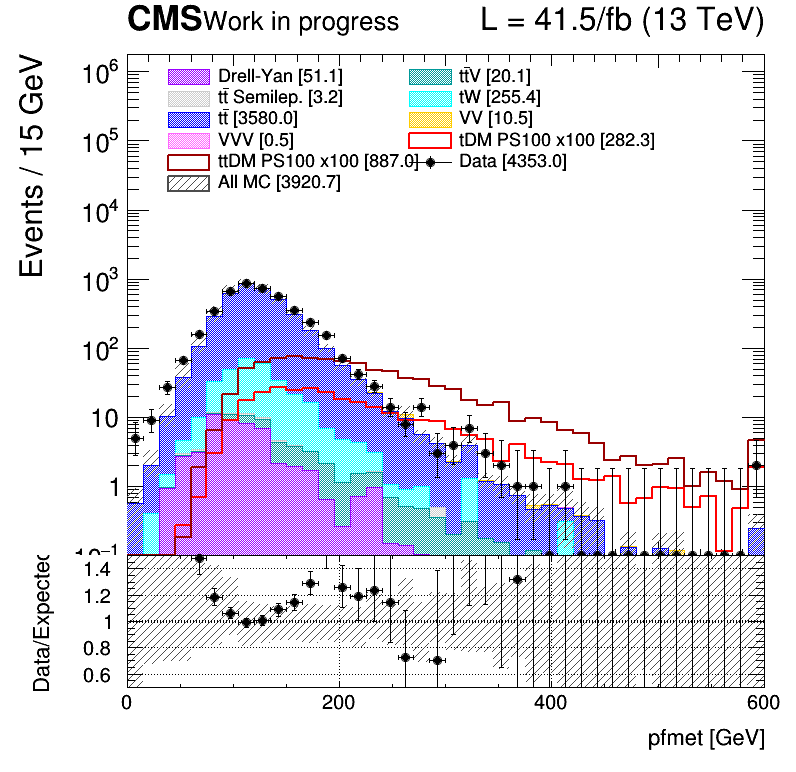 CMS Work in progress L = 41.5/fb (13 TeV)
Events / 15 GeV
10⁶
10⁵
10⁴
10³
10²
10
1
10⁻¹
Drell-Yan [51.1]
tt̄ Semilep. [3.2]
tt̄ [3580.0]
VVV [0.5]
ttDM PS100 x100 [887.0]
All MC [3920.7]
tt̄V [20.1]
tW [255.4]
VV [10.5]
tDM PS100 x100 [282.3]
Data [4353.0]
Data/Expected
1.4
1.2
1
0.8
0.6
0 200 400 600
pfmet [GeV]